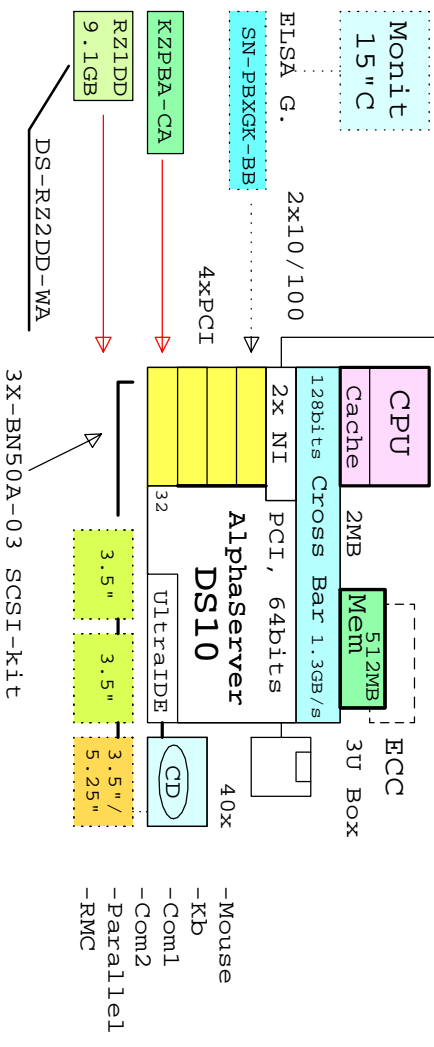 CPU
Cache
2MB
512MB
Mem
ECC
3U Box
Monit
15"C
ELSA G.
SN-PBXGK-BB
2x10/100
128bits Cross Bar 1.3GB/s
2x NI
PCI, 64bits
4xPCI
AlphaServer
DS10
32
UltraIDE
CD
40x
KZPBA-CA
RZ1DD
9.1GB
DS-RZ2DD-WA
3.5"
3.5"
3.5"/
5.25"
3X-BN50A-03 SCSI-kit
-Mouse
-Kb
-Com1
-Com2
-Parallel
-RMC